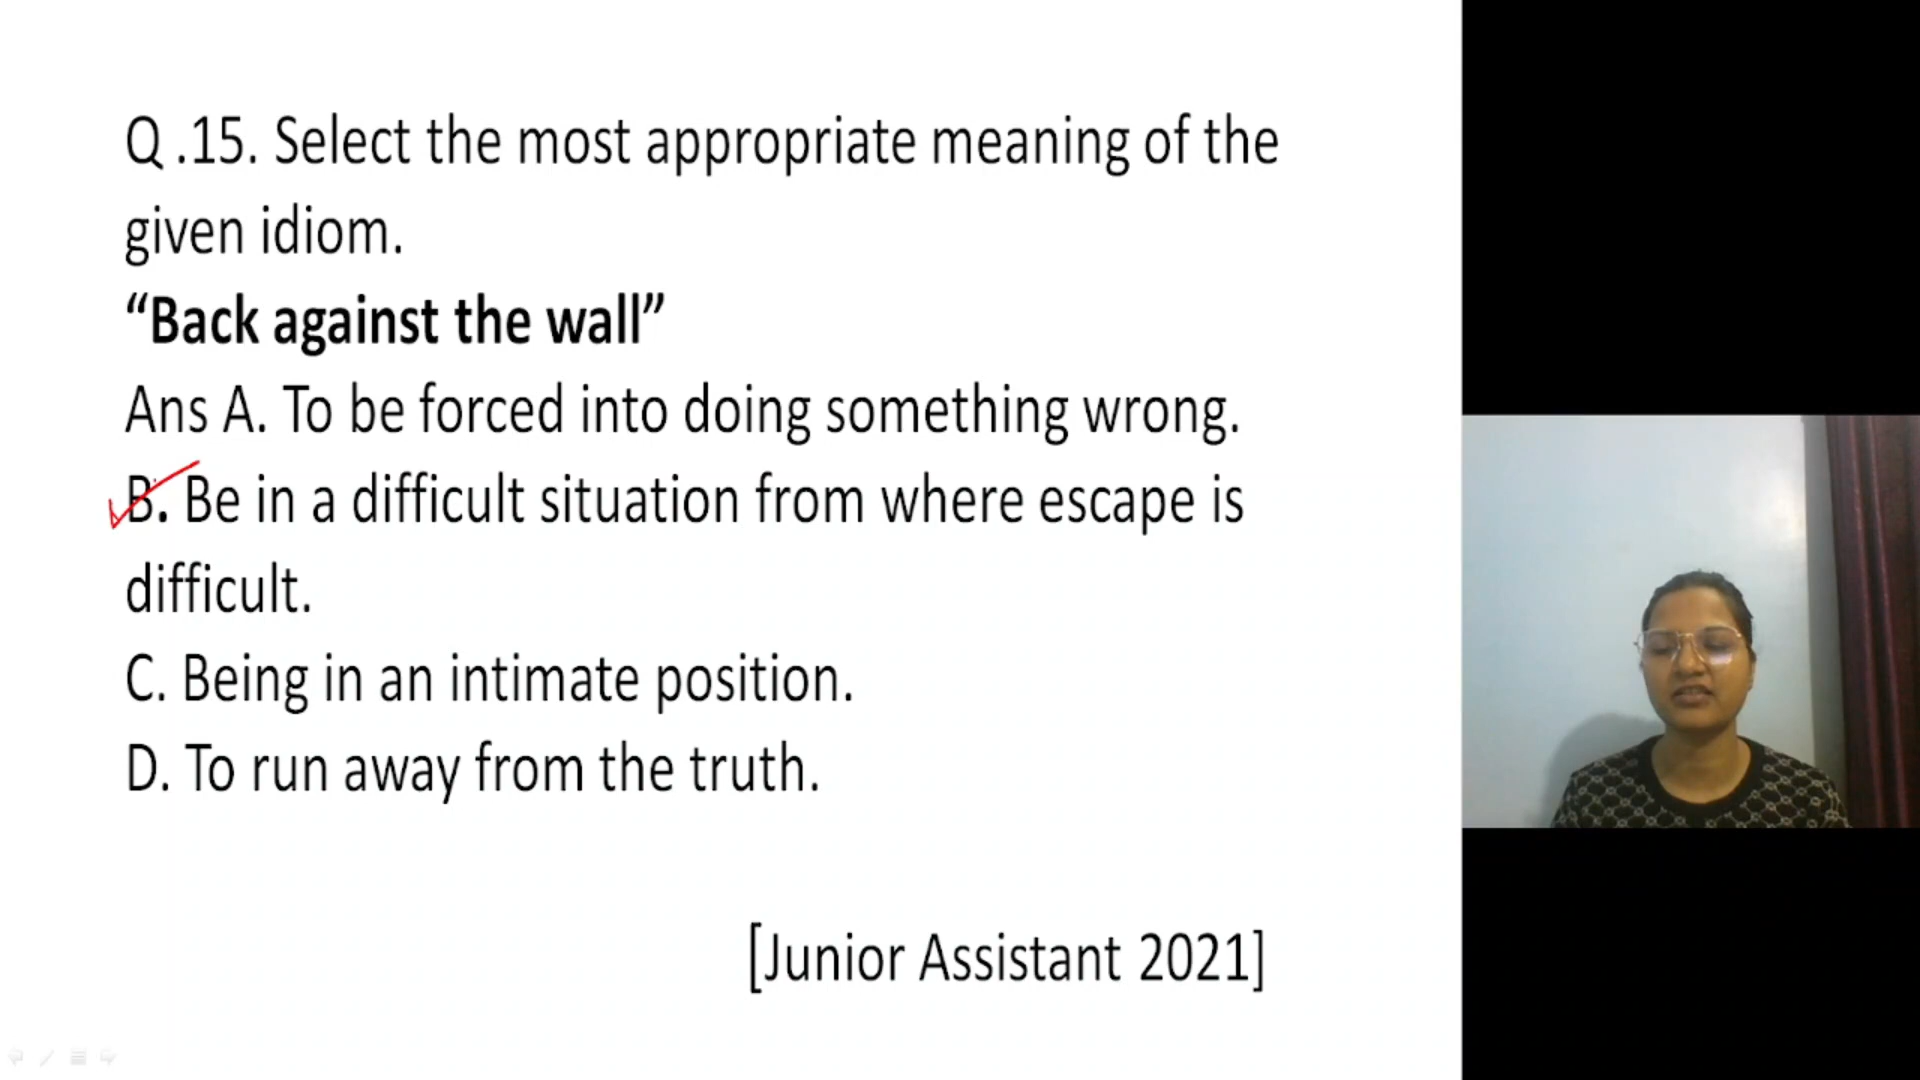 Q .15. Select the most appropriate meaning of the
given idiom.
“Back against the wall”
Ans A. To be forced into doing something wrong.
B. Be in a difficult situation from where escape is
difficult.
C. Being in an intimate position.
D. To run away from the truth.
[Junior Assistant 2021]